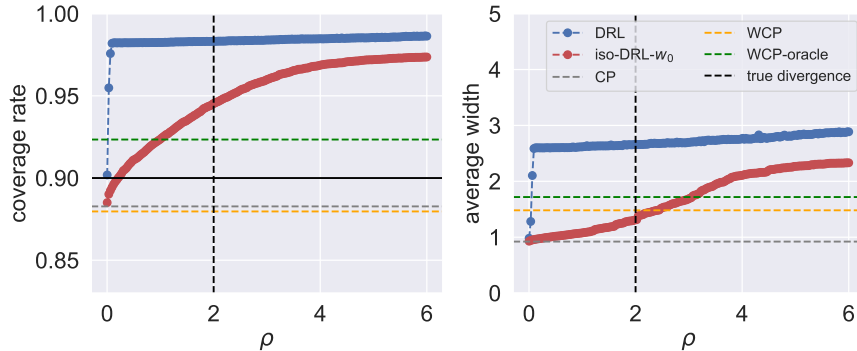 1.00
0.95
0.90
0.85
coverage rate
0 2 4 6
ρ
5
4
3
2
1
0
average width
DRL
iso-DRL-w₀
CP
WCP
WCP-oracle
true divergence
0 2 4 6
ρ